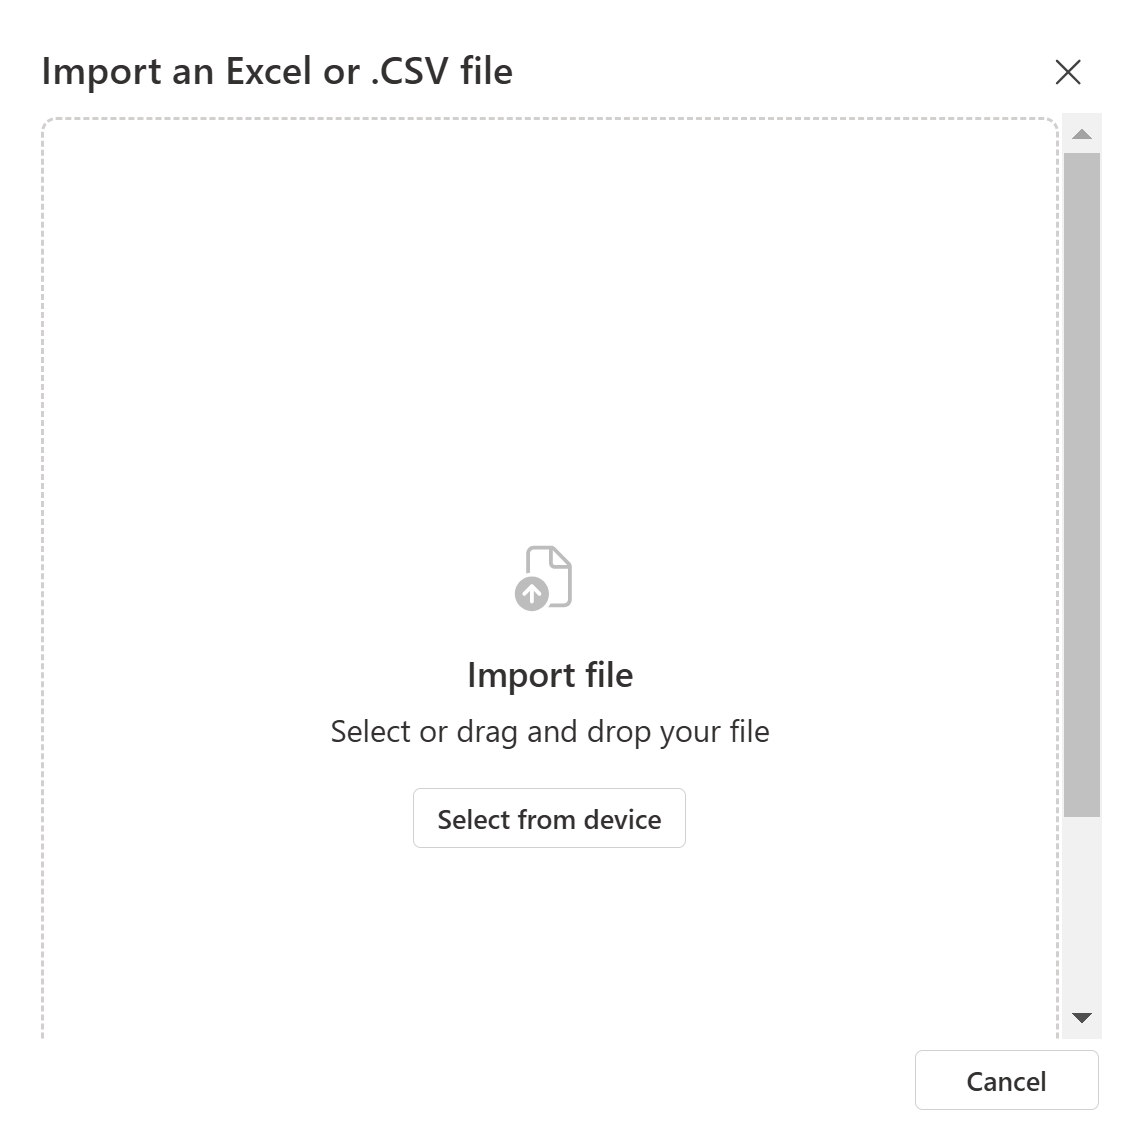 Import an Excel or .CSV file
Import file
Select or drag and drop your file
Select from device
Cancel